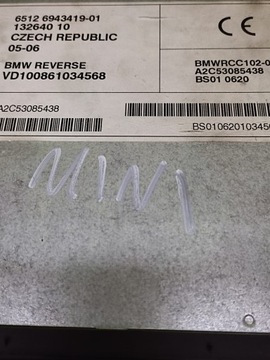 6512 6943419-01
132640 10
CZECH REPUBLIC
05-06
BMW REVERSE
VD100861034568
CE
BMWRCC102-0
A2C53085438
BS01 0620
A2C53085438
BS010620103456
MINI